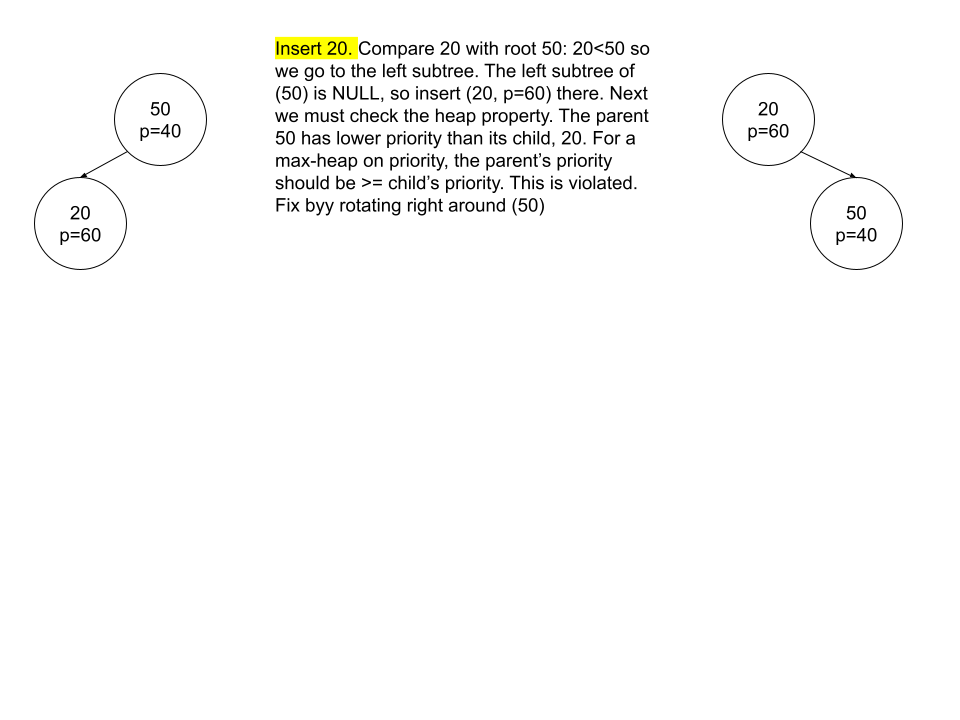 50
p=40
20
p=60
Insert 20. Compare 20 with root 50: 20<50 so
we go to the left subtree. The left subtree of
(50) is NULL, so insert (20, p=60) there. Next
we must check the heap property. The parent
50 has lower priority than its child, 20. For a
max-heap on priority, the parent’s priority
should be >= child’s priority. This is violated.
Fix byy rotating right around (50)
20
p=60
50
p=40